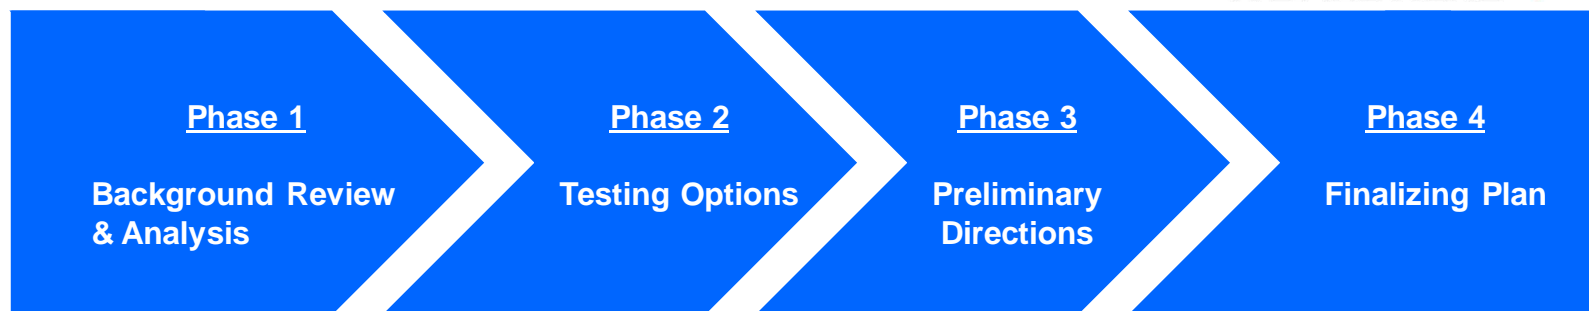 Phase 1
Background Review
& Analysis
Phase 2
Testing Options
Phase 3
Preliminary
Directions
Phase 4
Finalizing Plan